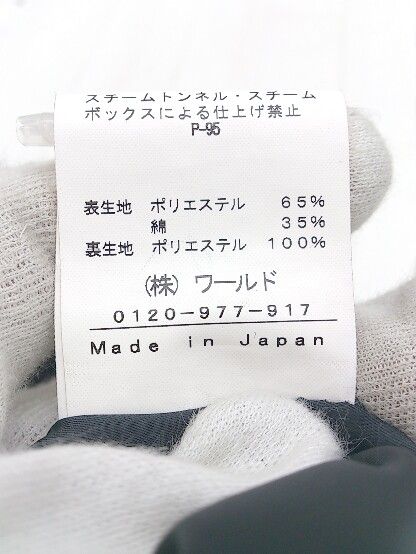 スチームトンネル・スチーム
ボックスによる仕上げ禁止
P-95
表生地 ポリエステル 65%
綿 35%
裏生地 ポリエステル 100%
(株) ワールド
0120-977-917
Made in Japan